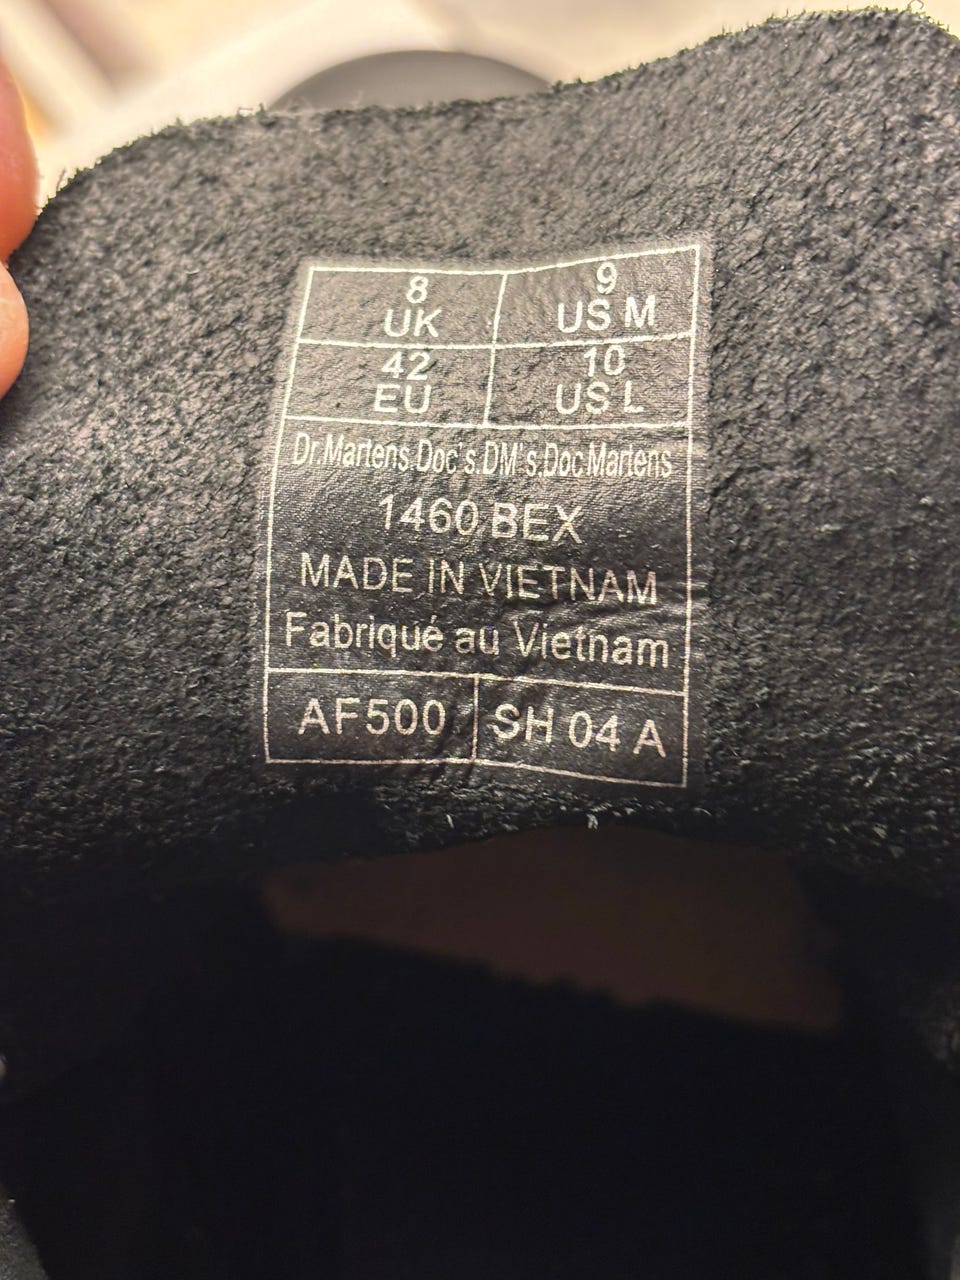 8
UK
9
US M
42
EU
10
US L
Dr.Martens.Doc's.DM's.Doc Martens
1460 BEX
MADE IN VIETNAM
Fabriqué au Vietnam
AF500
SH 04 A